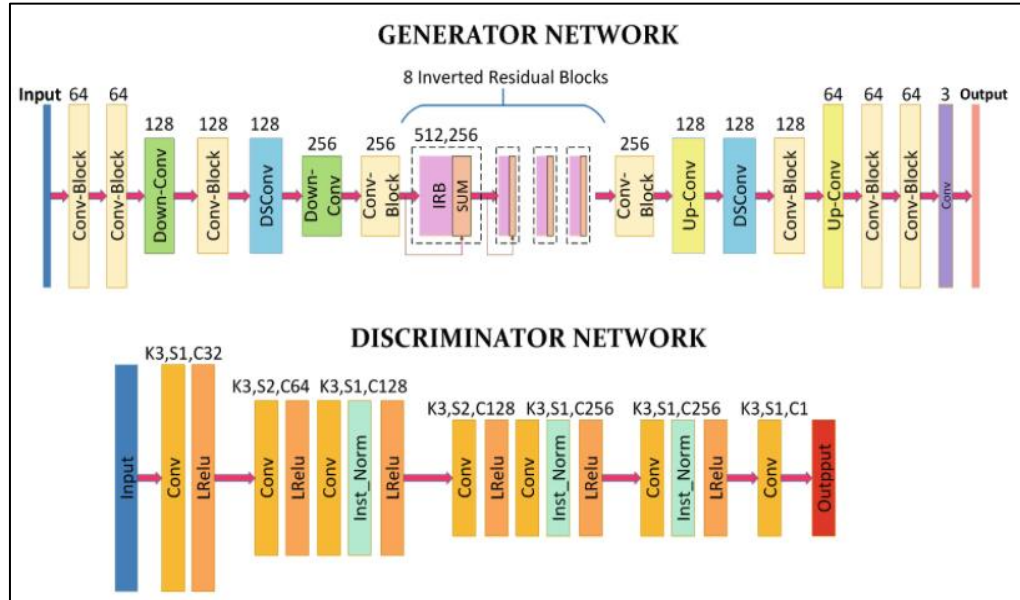 GENERATOR NETWORK
8 Inverted Residual Blocks
Input 64 64 128 128 128 256 256 512,256 256 128 128 128 64 64 64 3 Output
Conv-Block
Conv-Block
Down-Conv
Conv-Block
DSConv
Down-
Conv
Conv-
Block
IRB
SUM
Conv-
Block
Up-Conv
DSConv
Conv-Block
Up-Conv
Conv-Block
Conv-Block
Conv
DISCRIMINATOR NETWORK
K3,S1,C32
K3,S2,C64 K3,S1,C128
K3,S2,C128 K3,S1,C256 K3,S1,C256 K3,S1,C1
Input
Conv
LRelu
Conv
LRelu
Conv
Inst_Norm
LRelu
Conv
LRelu
Conv
Inst_Norm
LRelu
Conv
Inst_Norm
LRelu
Conv
Outpput